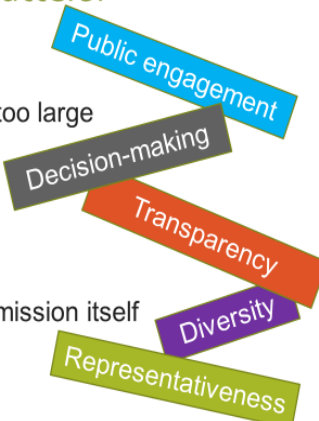 Public engagement
too large
Decision-making
Transparency
mission itself
Diversity
Representativeness